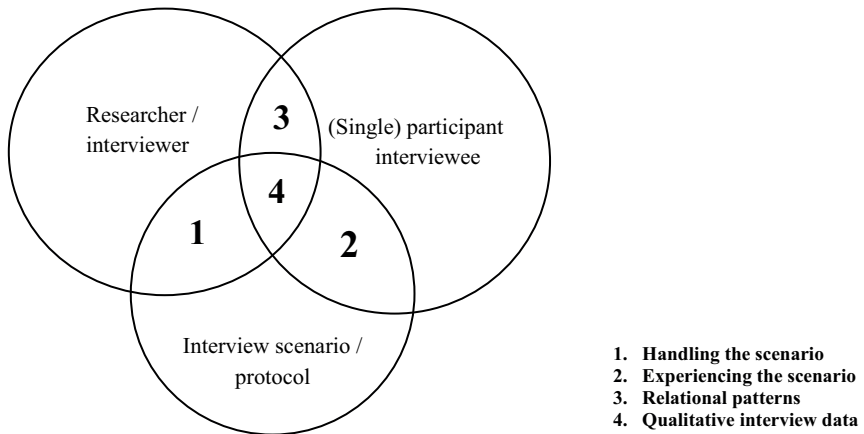 Researcher /
interviewer
3
(Single) participant
interviewee
4
1
2
Interview scenario /
protocol
1. Handling the scenario
2. Experiencing the scenario
3. Relational patterns
4. Qualitative interview data